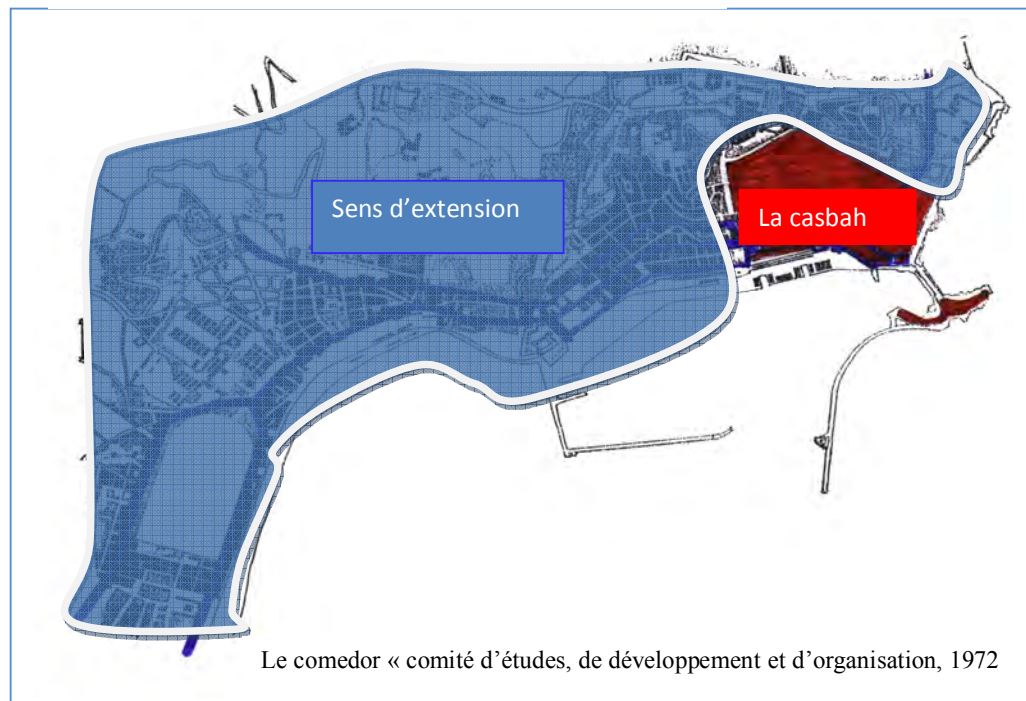 Sens d'extension
La casbah
Le comedor « comité d'études, de développement et d'organisation, 1972